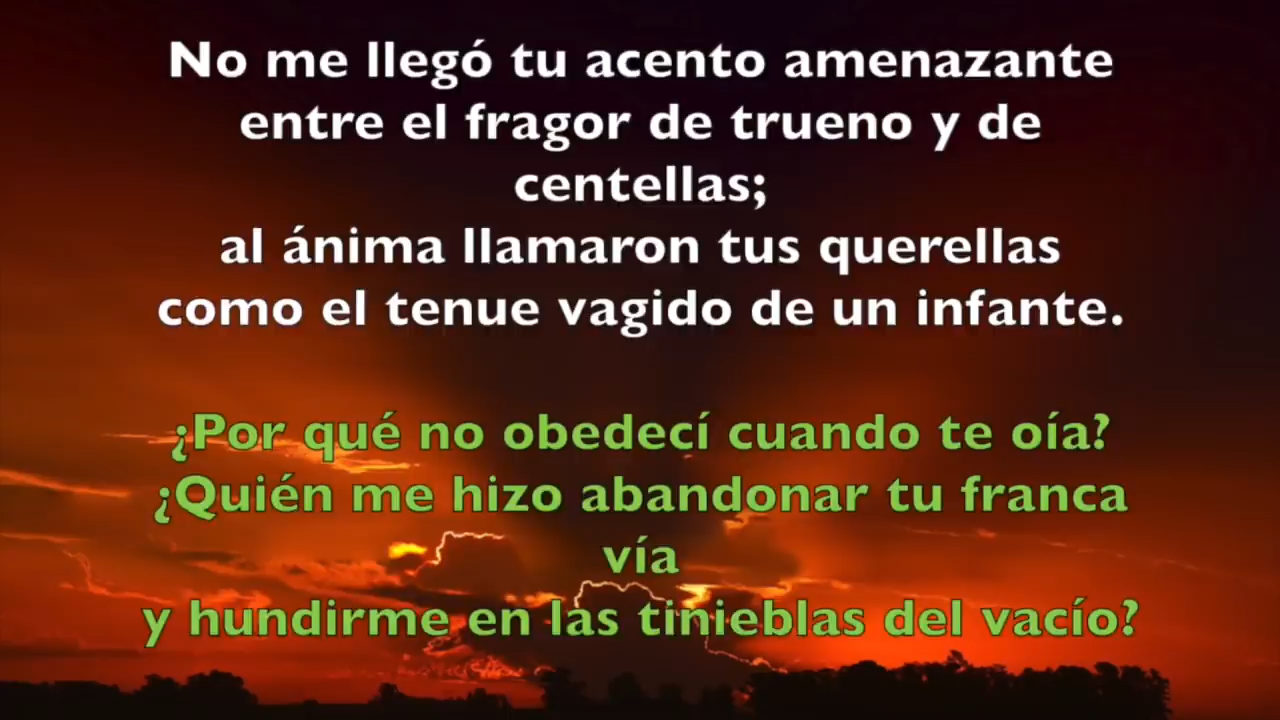 No me llegó tu acento amenazante
entre el fragor de trueno y de
centellas;
al ánima llamaron tus querellas
como el tenue vagido de un infante.
¿Por qué no obedecí cuando te oía?
¿Quién me hizo abandonar tu franca
vía
y hundirme en las tinieblas del vacío?